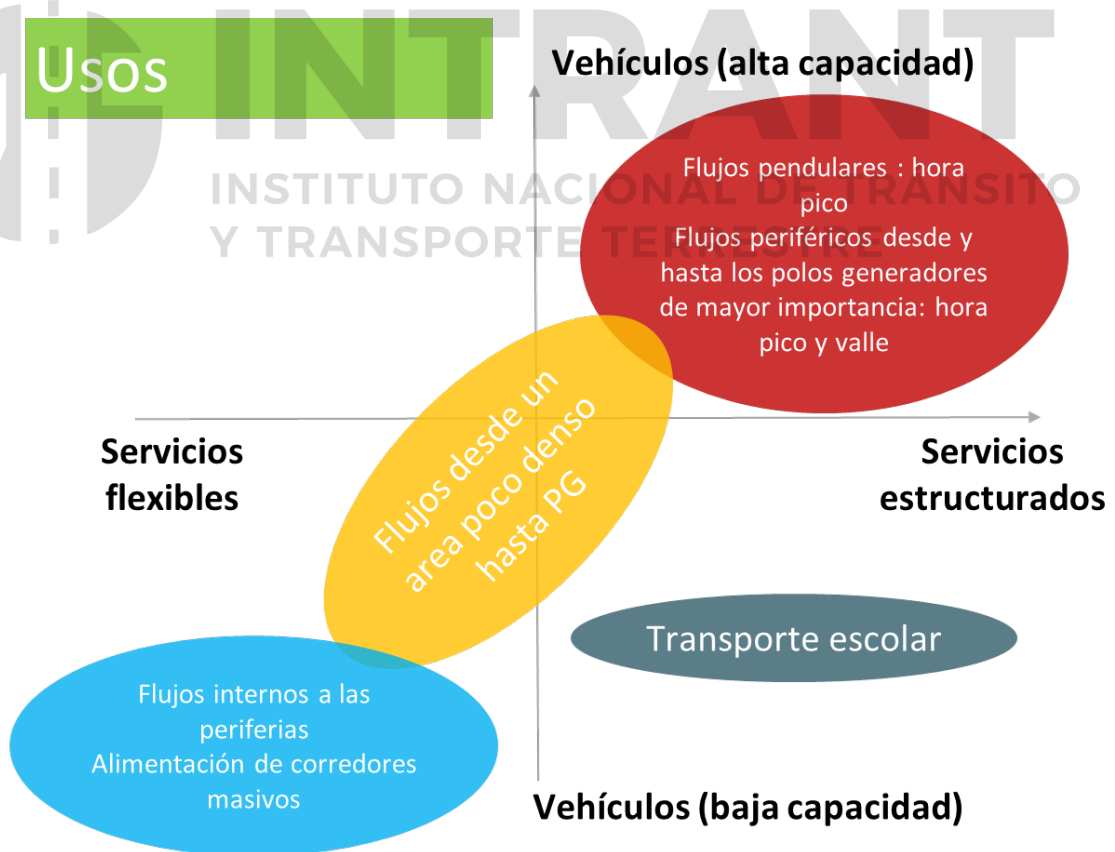 Usos
INTRANT
INSTITUTO NACIONAL DE TRANSITO
Y TRANSPORTE TERRESTRE
Vehículos (alta capacidad)
Flujos pendulares : hora
pico
Flujos periféricos desde y
hasta los polos generadores
de mayor importancia: hora
pico y valle
Servicios
flexibles
Servicios
estructurados
Flujos desde un
area poco denso
hasta PG
Transporte escolar
Flujos internos a las
periferias
Alimentación de corredores
masivos
Vehículos (baja capacidad)